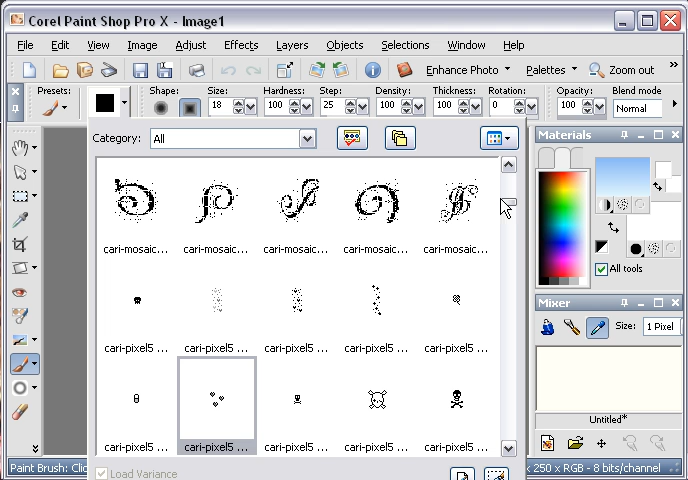 Corel Paint Shop Pro X - Image1
File Edit View Image Adjust Effects Layers Objects Selections Window Help
Enhance Photo Palettes Zoom out »
Presets: Shape: Size: Hardness: Step: Density: Thickness: Rotation: Opacity: Blend mode
18 100 25 100 100 0 100 Normal
Category: All
Materials
cari-mosaic... cari-mosaic... cari-mosaic... cari-mosaic... cari-mosaic...
All tools
Mixer
Size: 1 Pixel
cari-pixel5 ... cari-pixel5 ... cari-pixel5 ... cari-pixel5 ... cari-pixel5 ...
Untitled*
cari-pixel5 ... cari-pixel5 ... cari-pixel5 ... cari-pixel5 ... cari-pixel5 ...
Load Variance
Paint Brush: Clic
x 250 x RGB - 8 bits/channel